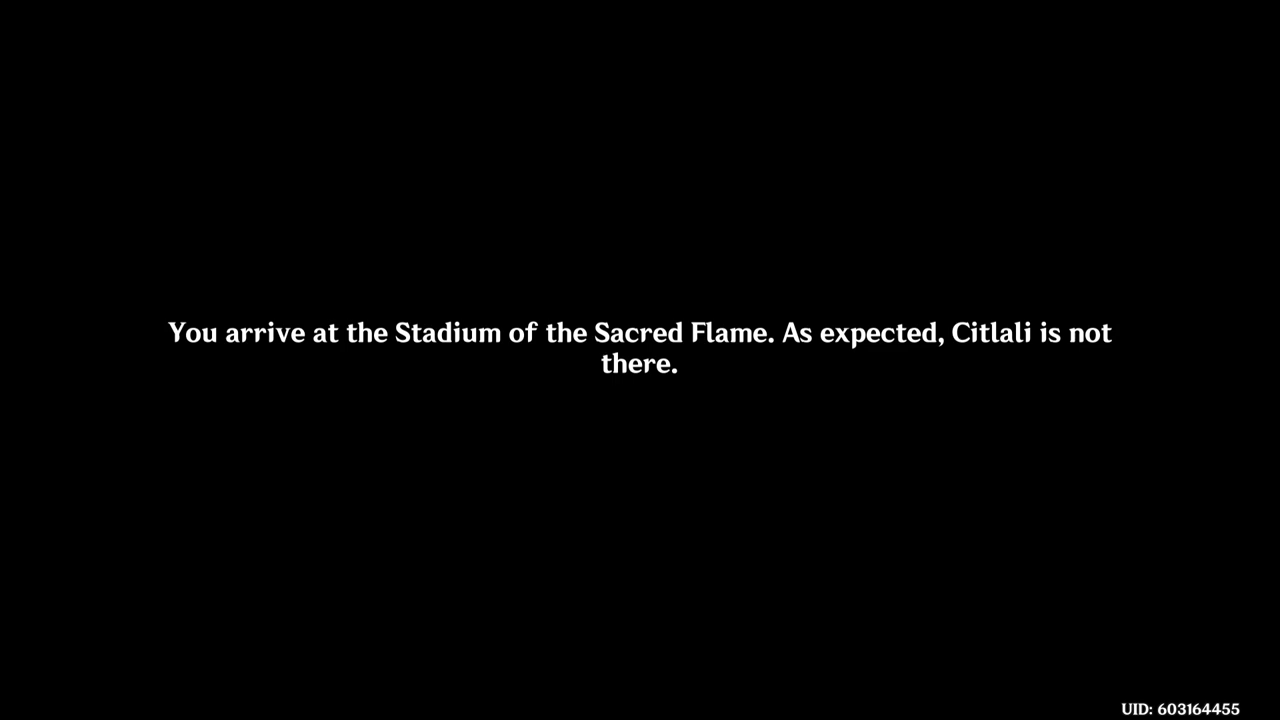 You arrive at the Stadium of the Sacred Flame. As expected, Citlali is not
there.
UID: 603164455